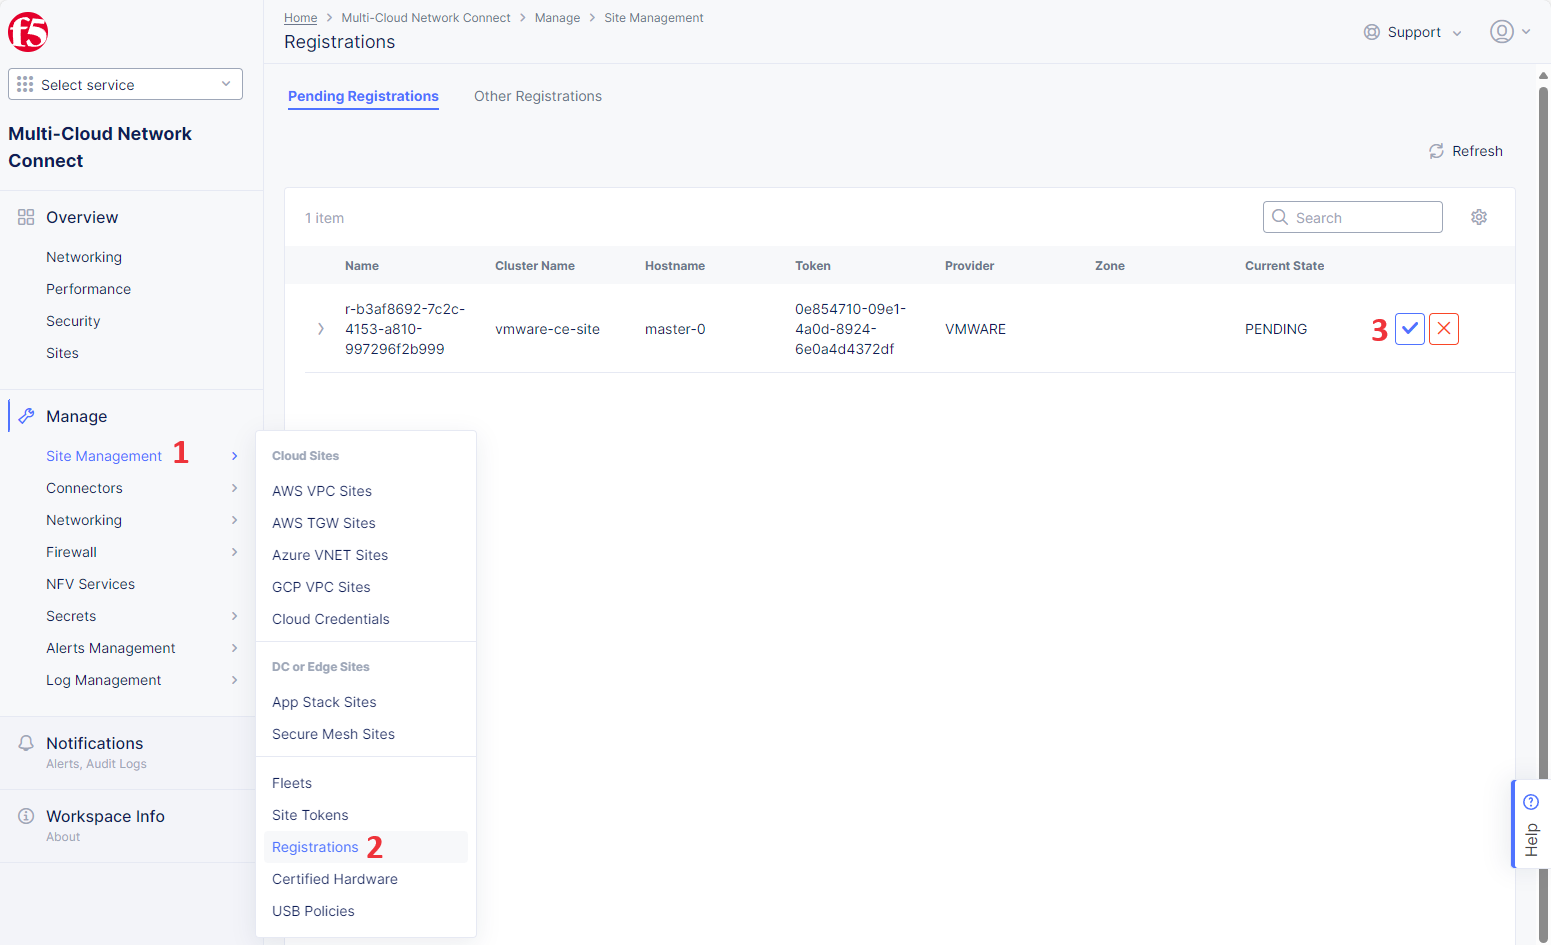 f5
Home > Multi-Cloud Network Connect > Manage > Site Management
Registrations
Support
Select service
Multi-Cloud Network
Connect
Overview
Networking
Performance
Security
Sites
Manage
Site Management 1
Connectors
Networking
Firewall
NFV Services
Secrets
Alerts Management
Log Management
Notifications
Alerts, Audit Logs
Workspace Info
About
Cloud Sites
AWS VPC Sites
AWS TGW Sites
Azure VNET Sites
GCP VPC Sites
Cloud Credentials
DC or Edge Sites
App Stack Sites
Secure Mesh Sites
Fleets
Site Tokens
Registrations 2
Certified Hardware
USB Policies
Pending Registrations Other Registrations
Refresh
1 item
Search
Name Cluster Name Hostname Token Provider Zone Current State
r-b3af8692-7c2c-
4153-a810-
997296f2b999
vmware-ce-site
master-0
0e854710-09e1-
4a0d-8924-
6e0a4d4372df
VMWARE
PENDING
3
Help